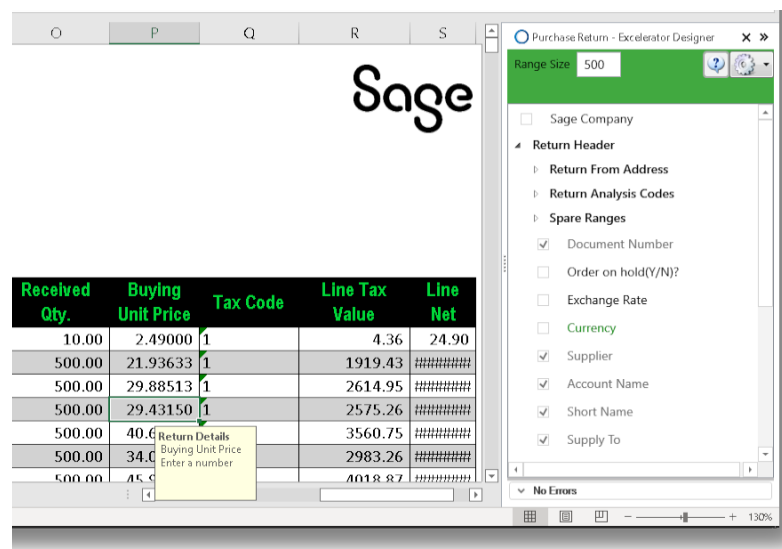 O P Q R S
Purchase Return - Excelerator Designer
Range Size 500
Sage
Sage Company
Return Header
Return From Address
Return Analysis Codes
Spare Ranges
Document Number
Order on hold(Y/N)?
Exchange Rate
Currency
Supplier
Account Name
Short Name
Supply To
Received Qty. Buying Unit Price Tax Code Line Tax Value Line Net
10.00 2.49000 1 4.36 24.90
500.00 21.93633 1 1919.43 #######
500.00 29.88513 1 2614.95 #######
500.00 29.43150 1 2575.26 #######
500.00 3560.75 #######
500.00 2983.26 #######
500.00 4018.87 #######
Return Details
Buying Unit Price
Enter a number
No Errors
130%